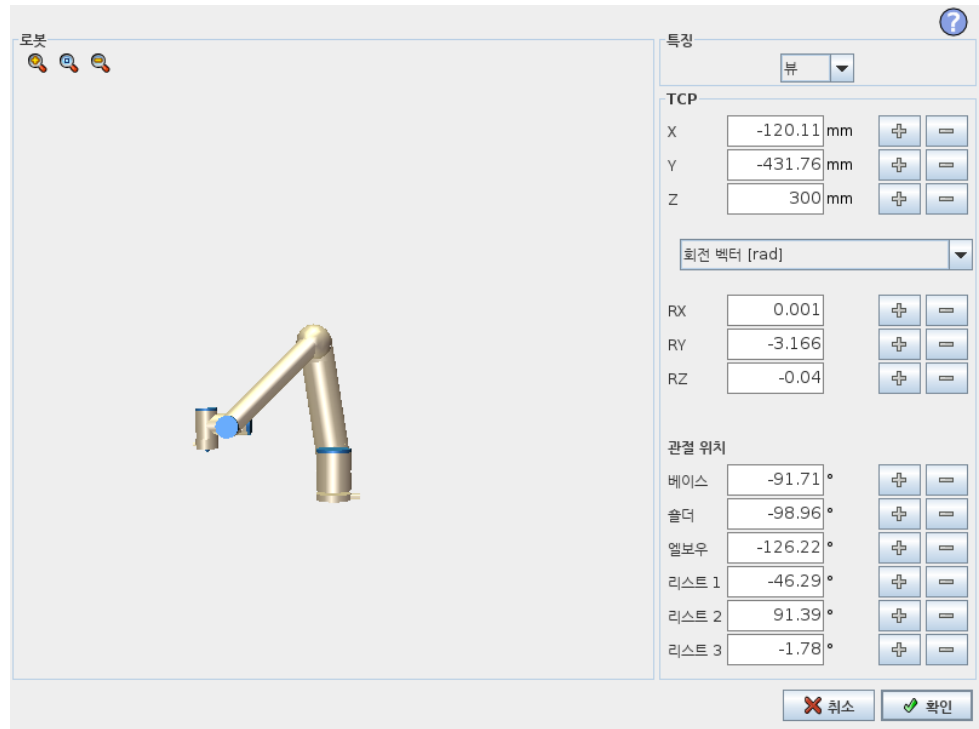 ?
로봇
특징
뷰
TCP
X -120.11 mm
Y -431.76 mm
Z 300 mm
회전 벡터 [rad]
RX 0.001
RY -3.166
RZ -0.04
관절 위치
베이스 -91.71 °
숄더 -98.96 °
엘보우 -126.22 °
리스트 1 -46.29 °
리스트 2 91.39 °
리스트 3 -1.78 °
취소 확인